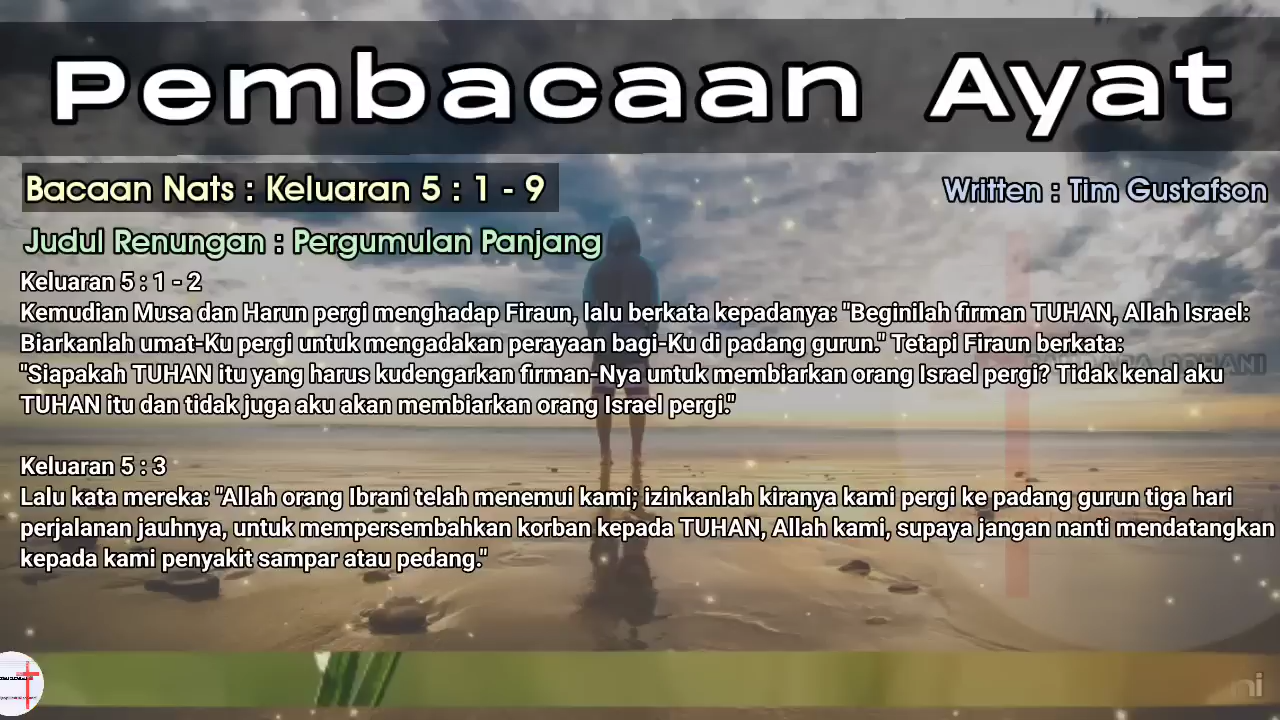 Pembacaan Ayat
Bacaan Nats : Keluaran 5 : 1 - 9
Written : Tim Gustafson
Judul Renungan : Pergumulan Panjang
Keluaran 5 : 1 - 2
Kemudian Musa dan Harun pergi menghadap Firaun, lalu berkata kepadanya: "Beginilah firman TUHAN, Allah Israel:
Biarkanlah umat-Ku pergi untuk mengadakan perayaan bagi-Ku di padang gurun." Tetapi Firaun berkata:
"Siapakah TUHAN itu yang harus kudengarkan firman-Nya untuk membiarkan orang Israel pergi? Tidak kenal aku
TUHAN itu dan tidak juga aku akan membiarkan orang Israel pergi."
Keluaran 5 : 3
Lalu kata mereka: "Allah orang Ibrani telah menemui kami; izinkanlah kiranya kami pergi ke padang gurun tiga hari
perjalanan jauhnya, untuk mempersembahkan korban kepada TUHAN, Allah kami, supaya jangan nanti mendatangkan
kepada kami penyakit sampar atau pedang."